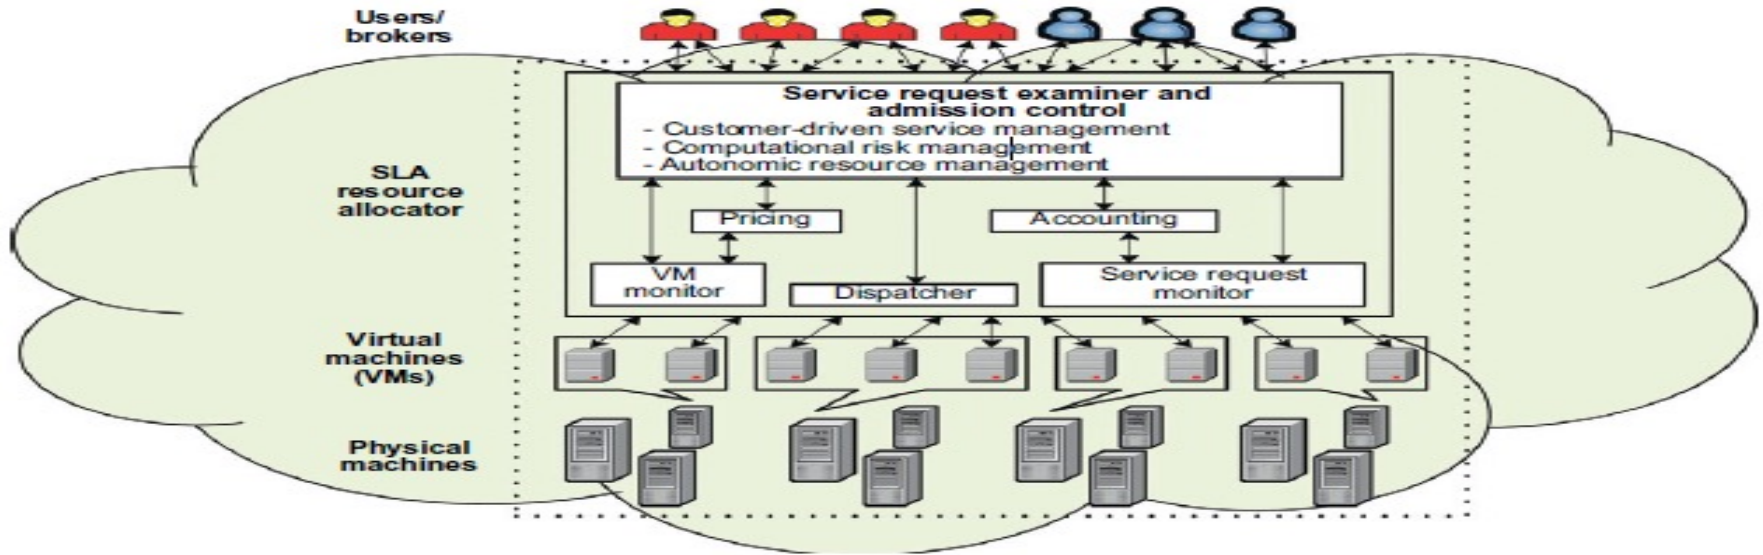 Users/
brokers
Service request examiner and
admission control
- Customer-driven service management
- Computational risk management
- Autonomic resource management
SLA
resource
allocator
Pricing
Accounting
VM
monitor
Dispatcher
Service request
monitor
Virtual
machines
(VMs)
Physical
machines